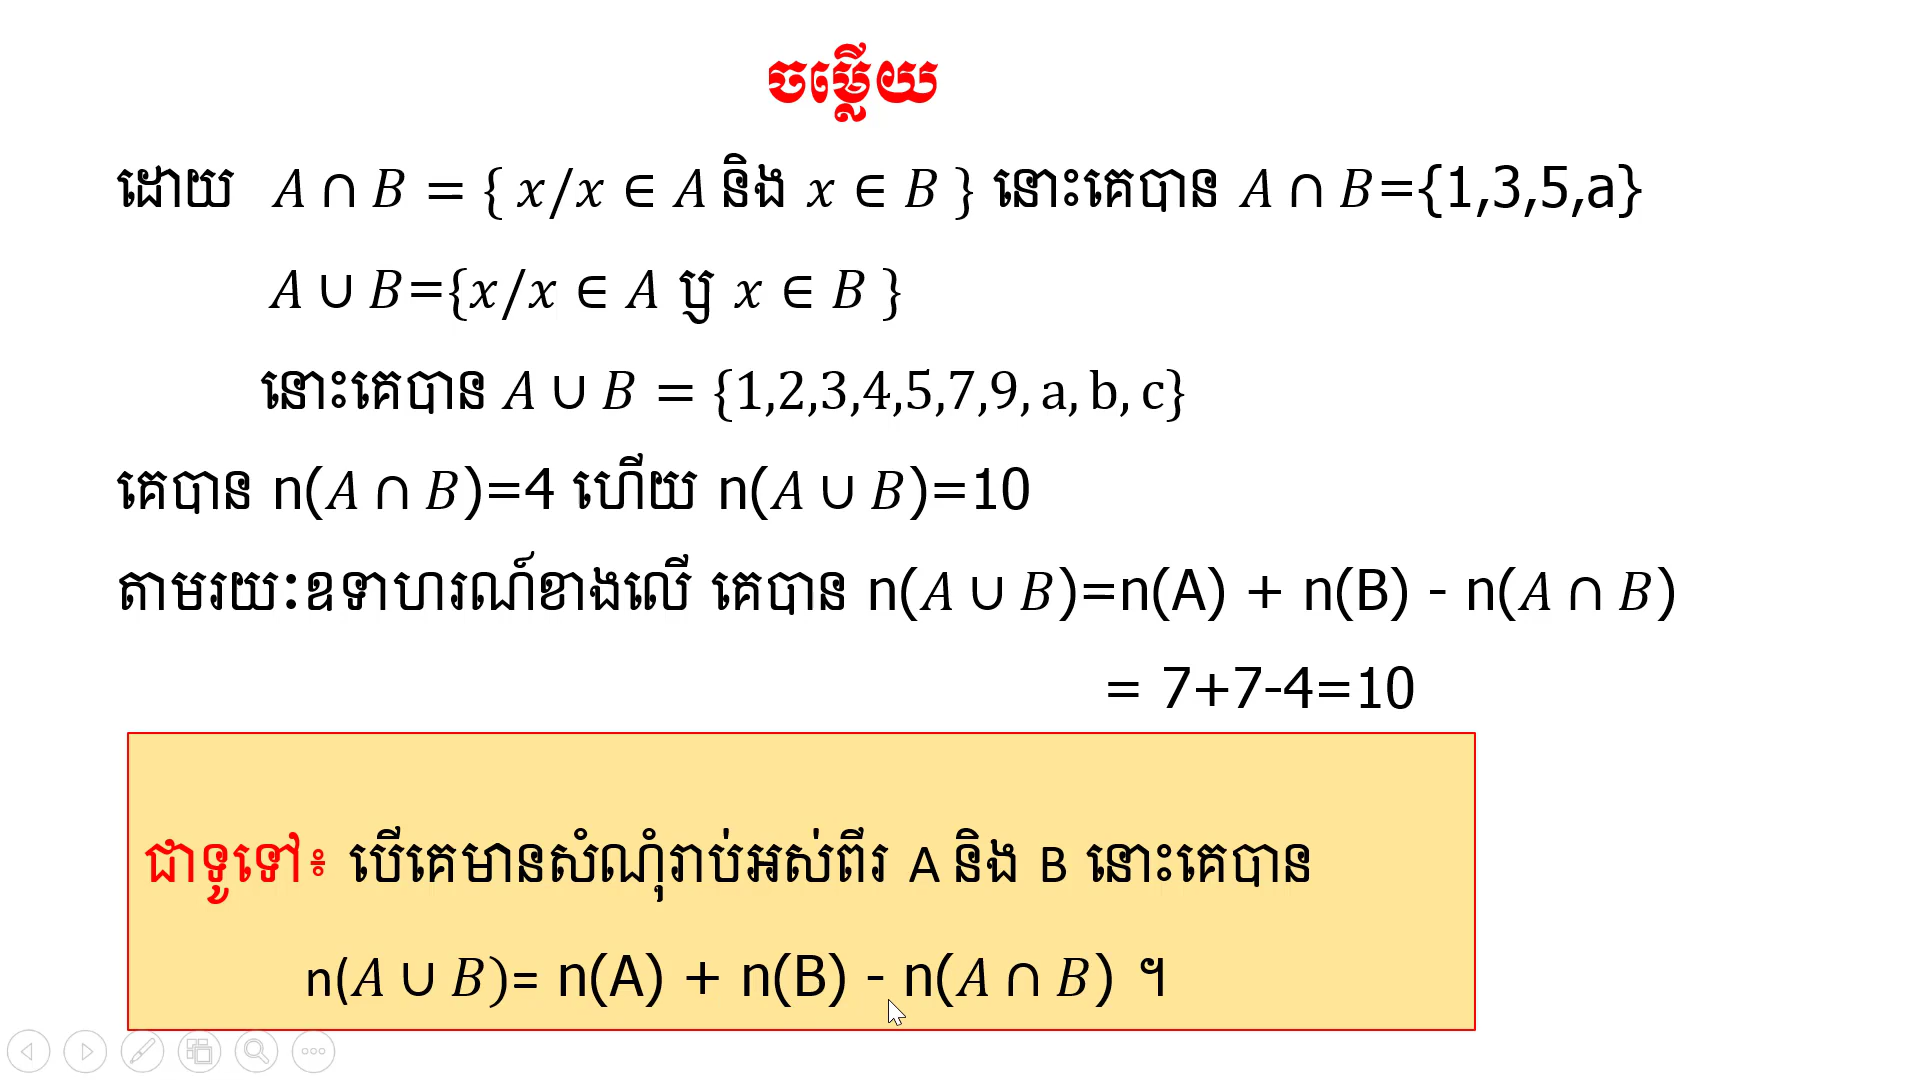 ចម្លើយ
ដោយ A ∩ B = { x/x ∈ A និង x ∈ B } នោះគេបាន A ∩ B={1,3,5,a}
A ∪ B={x/x ∈ A ឬ x ∈ B }
នោះគេបាន A ∪ B = {1,2,3,4,5,7,9, a, b, c}
គេបាន n(A ∩ B)=4 ហើយ n(A ∪ B)=10
តាមរយៈឧទាហរណ៍ខាងលើ គេបាន n(A ∪ B)=n(A) + n(B) - n(A ∩ B)
= 7+7-4=10
ជាទូទៅ៖ បើគេមានសំណុំរាប់អស់ពីរ A និង B នោះគេបាន
n(A ∪ B)= n(A) + n(B) - n(A ∩ B) ។